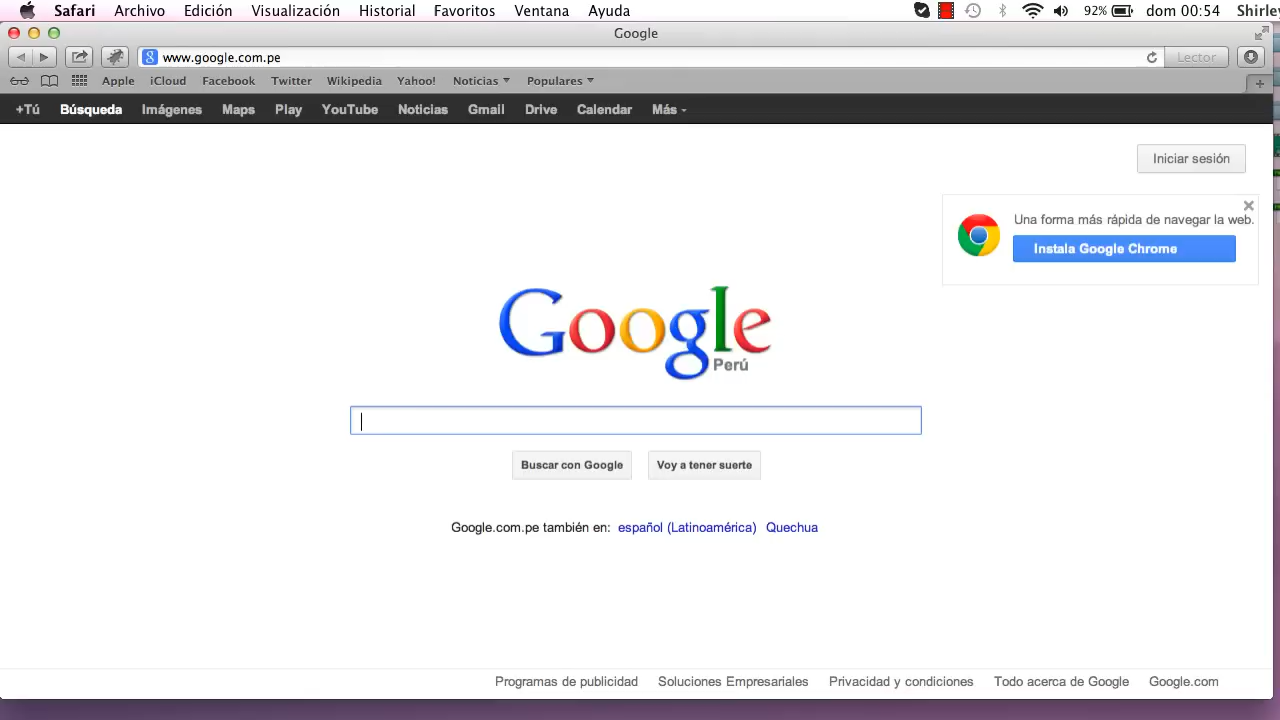 Safari Archivo Edición Visualización Historial Favoritos Ventana Ayuda 92% dom 00:54 Shirley
Google
www.google.com.pe Lector
Apple iCloud Facebook Twitter Wikipedia Yahoo! Noticias Populares
+Tú Búsqueda Imágenes Maps Play YouTube Noticias Gmail Drive Calendar Más
Iniciar sesión
Una forma más rápida de navegar la web.
Instala Google Chrome
Google
Perú
Buscar con Google Voy a tener suerte
Google.com.pe también en: español (Latinoamérica) Quechua
Programas de publicidad Soluciones Empresariales Privacidad y condiciones Todo acerca de Google Google.com